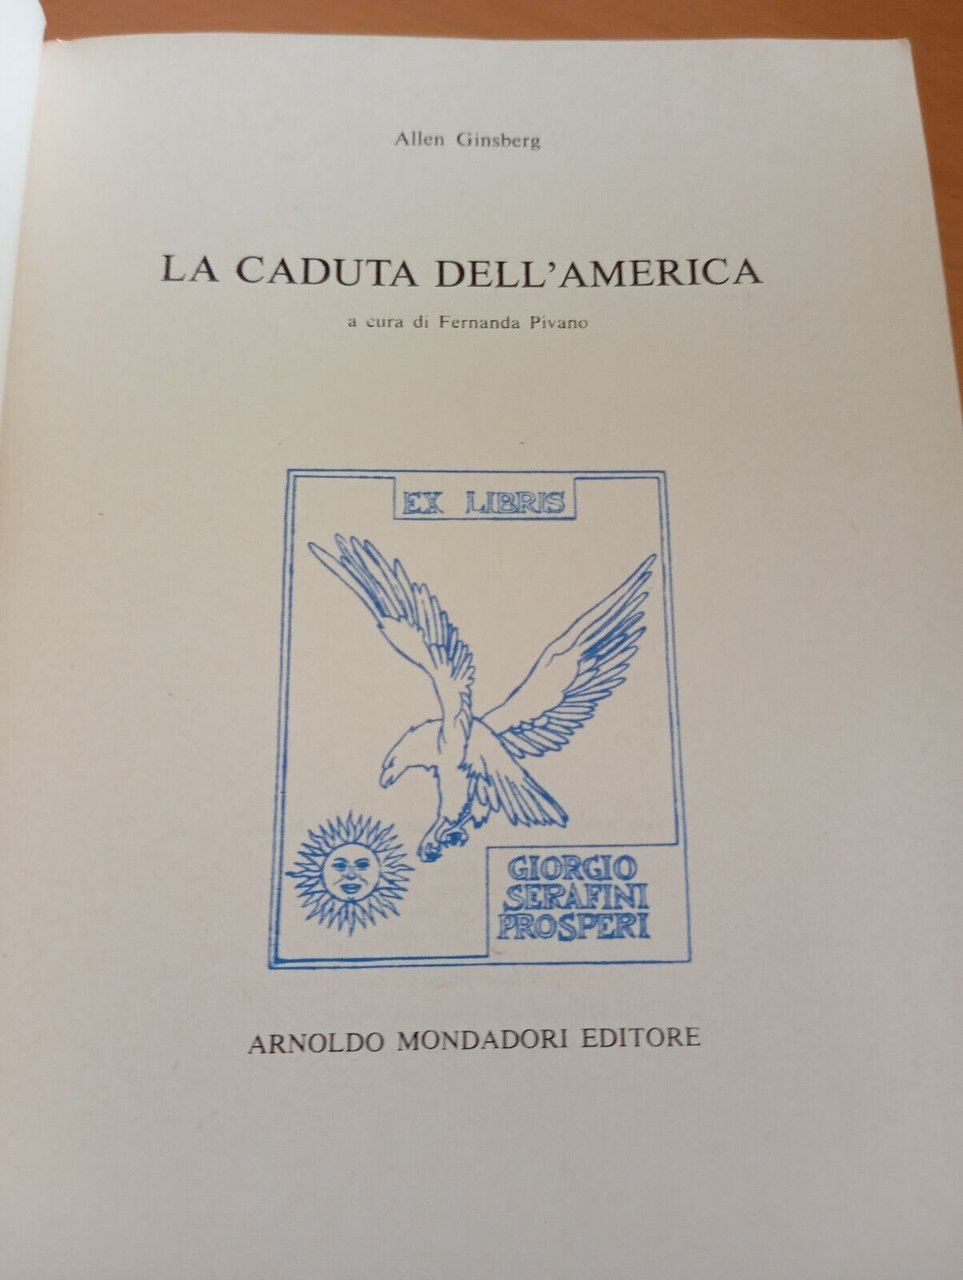 Allen Ginsberg
LA CADUTA DELL'AMERICA
a cura di Fernanda Pivano
EX LIBRIS
GIORGIO
SERAFINI
PROSPERI
ARNOLDO MONDADORI EDITORE